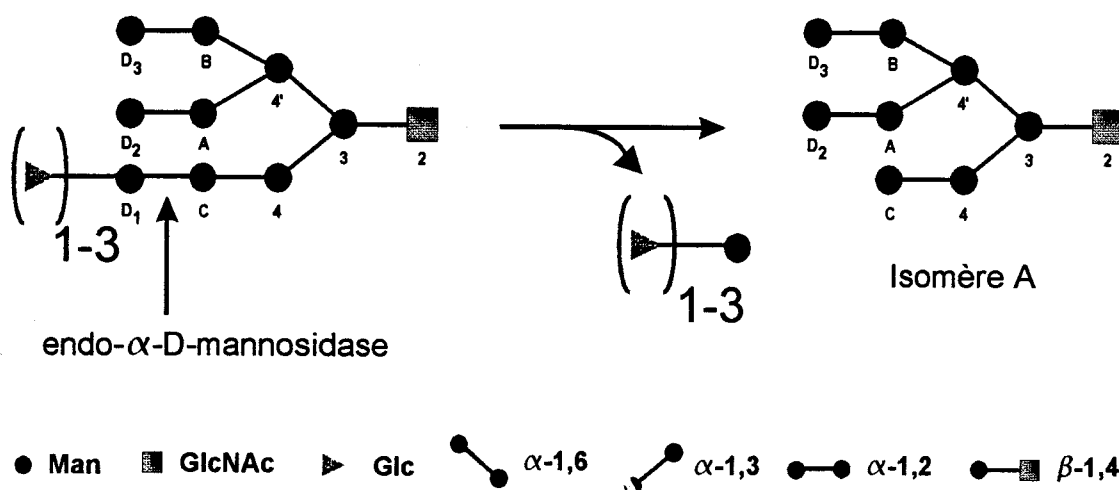 D3 B
4'
D2 A
3 2
D1 C 4
1-3
endo-α-D-mannosidase
1-3
D3 B
4'
D2 A
3 2
C 4
Isomère A
Man GlcNAc Glc α-1,6 α-1,3 α-1,2 β-1,4